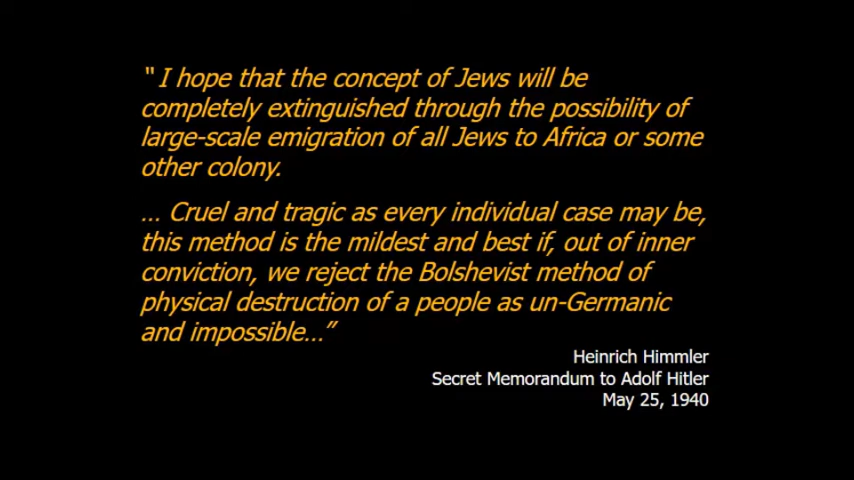 “ I hope that the concept of Jews will be
completely extinguished through the possibility of
large-scale emigration of all Jews to Africa or some
other colony.
... Cruel and tragic as every individual case may be,
this method is the mildest and best if, out of inner
conviction, we reject the Bolshevist method of
physical destruction of a people as un-Germanic
and impossible...”
Heinrich Himmler
Secret Memorandum to Adolf Hitler
May 25, 1940